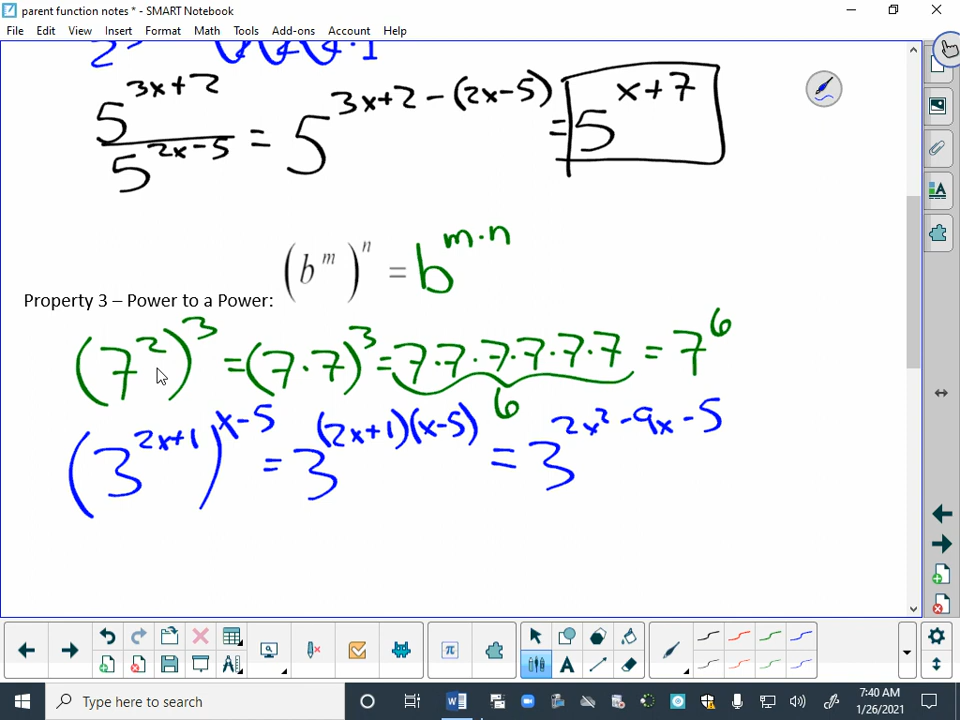 parent function notes * - SMART Notebook
File Edit View Insert Format Math Tools Add-ons Account Help
5^(3x+2) / 5^(2x-5) = 5^(3x+2-(2x-5)) = 5^(x+7)
(b^m)^n = b^(m·n)
Property 3 – Power to a Power:
(7^2)^3 = (7·7)^3 = 7·7·7·7·7·7 = 7^6
6
(3^(2x+1))^(x-5) = 3^((2x+1)(x-5)) = 3^(2x²-9x-5)
Type here to search
7:40 AM
1/26/2021